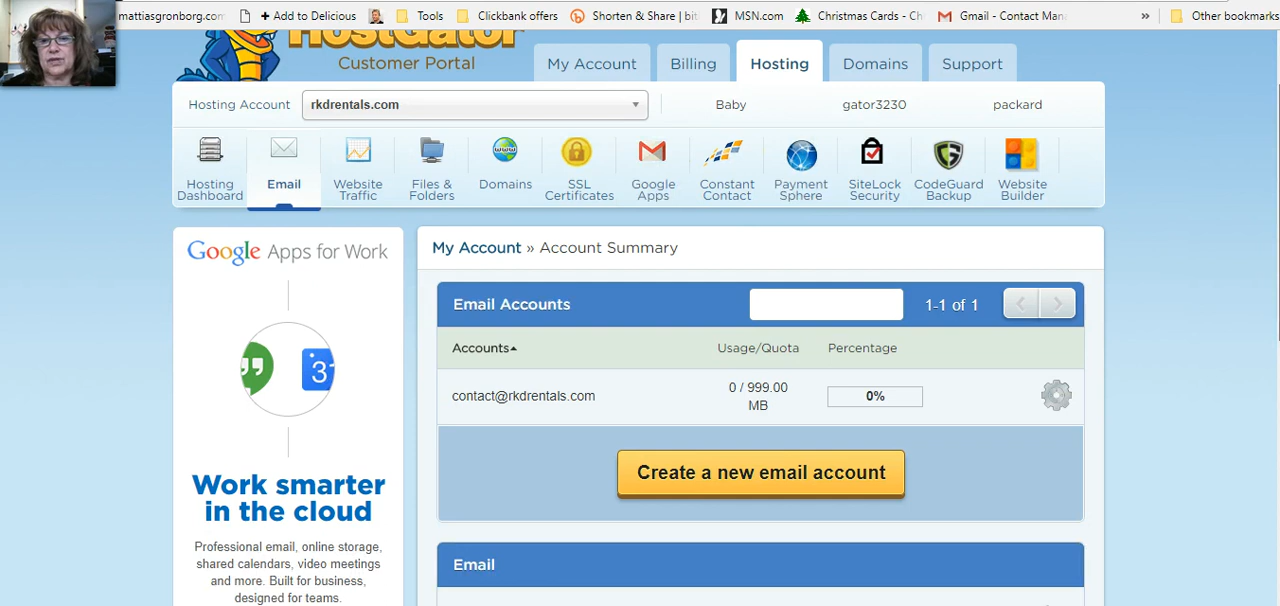 mattiasgronborg.com
+ Add to Delicious
Tools
Clickbank offers
Shorten & Share | bit
MSN.com
Christmas Cards - Ch
Gmail - Contact Man
»
Other bookmarks
HostGator
Customer Portal
My Account
Billing
Hosting
Domains
Support
Hosting Account
rkdrentals.com
Baby
gator3230
packard
Hosting
Dashboard
Email
Website
Traffic
Files &
Folders
www
Domains
SSL
Certificates
Google
Apps
Constant
Contact
Payment
Sphere
SiteLock
Security
CodeGuard
Backup
Website
Builder
Google Apps for Work
3
Work smarter
in the cloud
Professional email, online storage,
shared calendars, video meetings
and more. Built for business,
designed for teams.
My Account » Account Summary
Email Accounts
1-1 of 1
Accounts
Usage/Quota
Percentage
contact@rkdrentals.com
0 / 999.00
MB
0%
Create a new email account
Email